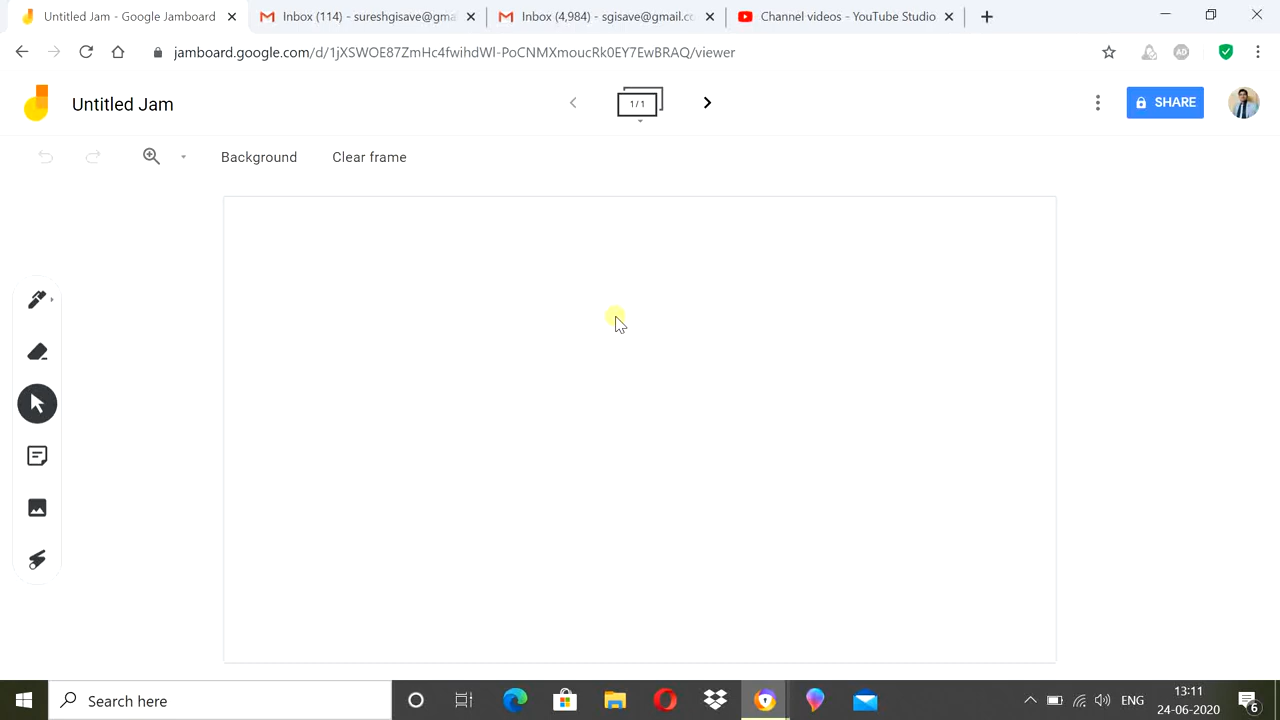 Untitled Jam - Google Jamboard
Inbox (114) - sureshgisave@gma
Inbox (4,984) - sgisave@gmail.co
Channel videos - YouTube Studio
jamboard.google.com/d/1jXSWOE87ZmHc4fwihdWI-PoCNMXmoucRk0EY7EwBRAQ/viewer
AD
Untitled Jam
1 / 1
SHARE
Background
Clear frame
Search here
ENG
13:11
24-06-2020
6